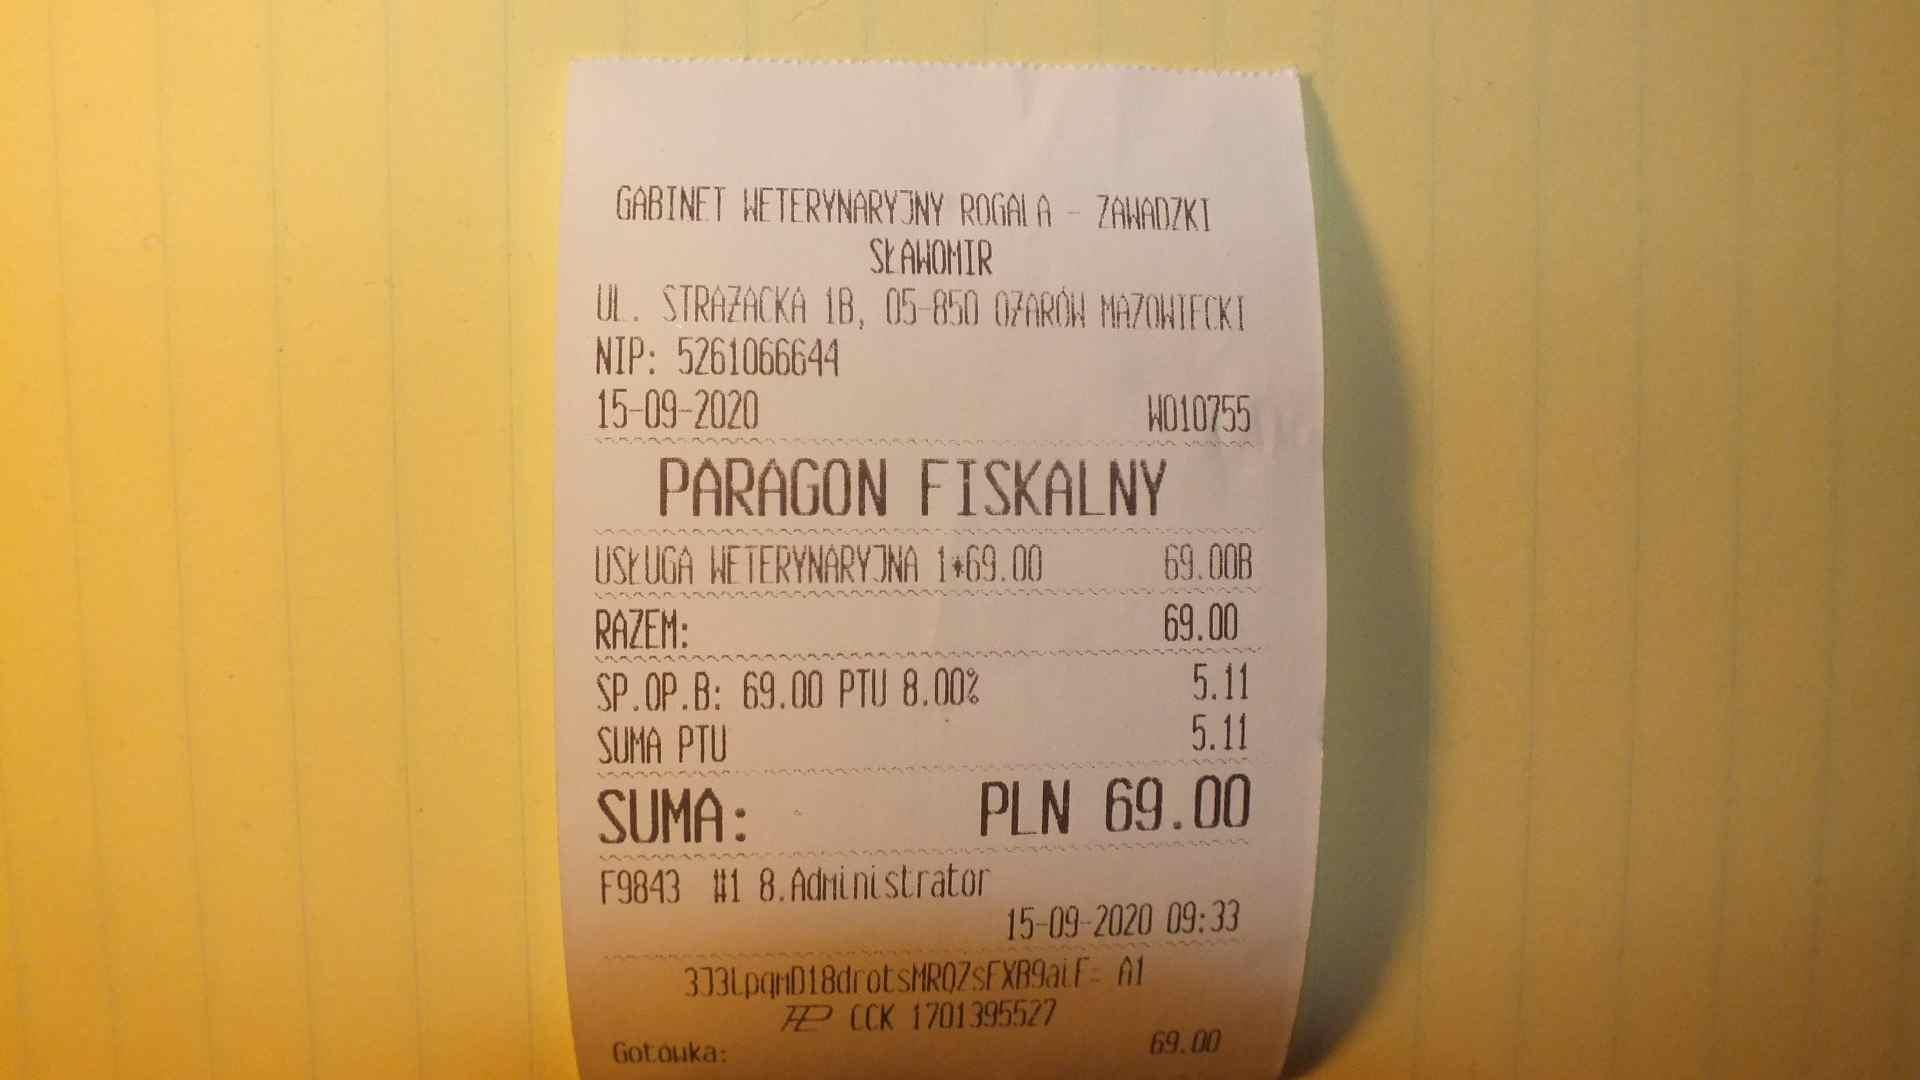 GABINET WETERYNARYJNY ROGALA - ZAWADZKI
SŁAWOMIR
UL. STRAŻACKA 1B, 05-850 OŻARÓW MAZOWIECKI
NIP: 5261066644
15-09-2020 W010755
PARAGON FISKALNY
USŁUGA WETERYNARYJNA 1*69.00 69.00B
RAZEM: 69.00
SP.OP.B: 69.00 PTU 8.00% 5.11
SUMA PTU 5.11
SUMA: PLN 69.00
F9843 #1 8.Administrator
15-09-2020 09:33
A1
CCK 1701395527
Gotówka: 69.00